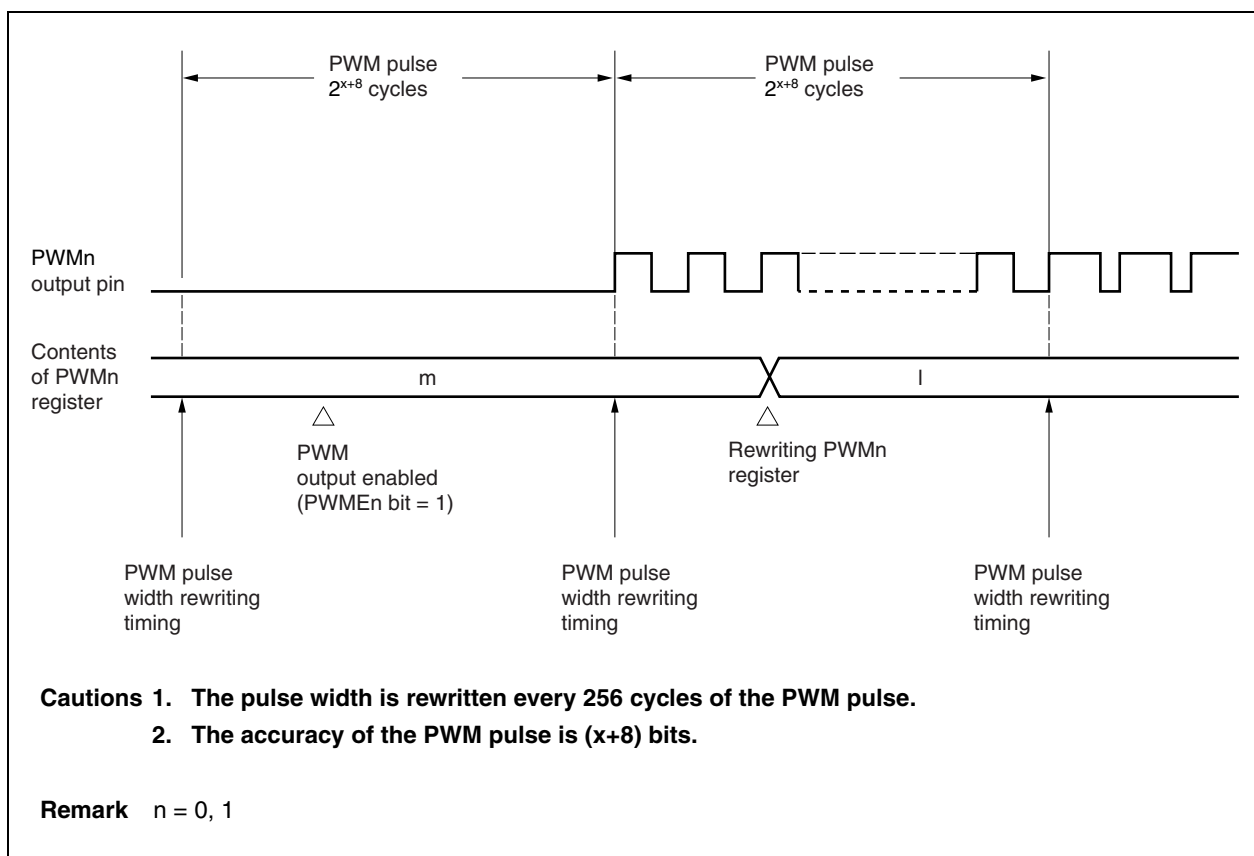 PWM pulse
2^{x+8} cycles
PWM pulse
2^{x+8} cycles
PWMn
output pin
Contents
of PWMn
register
m
l
PWM
output enabled
(PWMEn bit = 1)
Rewriting PWMn
register
PWM pulse
width rewriting
timing
PWM pulse
width rewriting
timing
PWM pulse
width rewriting
timing
Cautions 1. The pulse width is rewritten every 256 cycles of the PWM pulse.
2. The accuracy of the PWM pulse is (x+8) bits.
Remark n = 0, 1